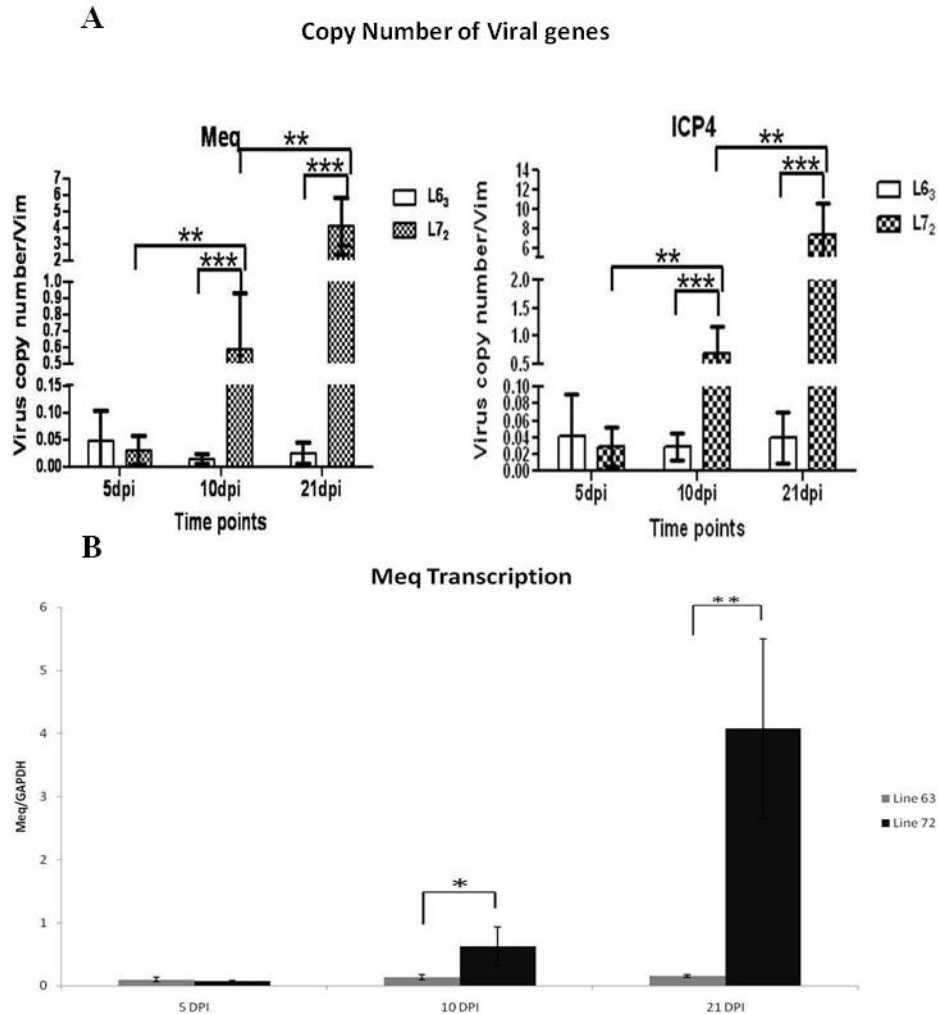 A
Copy Number of Viral genes
Meq
**
***
**
***
Virus copy number/Vim
7
6
5
4
3
2
1.0
0.9
0.8
0.7
0.6
0.5
0.15
0.10
0.05
0.00
5dpi 10dpi 21dpi
Time points
L6₃
L7₂
ICP4
**
***
**
***
Virus copy number/Vim
14
12
10
8
6
2.0
1.5
1.0
0.5
0.10
0.08
0.06
0.04
0.02
0.00
5dpi 10dpi 21dpi
Time points
L6₃
L7₂
B
Meq Transcription
Meq/GAPDH
6
5
4
3
2
1
0
*
**
5 DPI 10 DPI 21 DPI
Line 63
Line 72